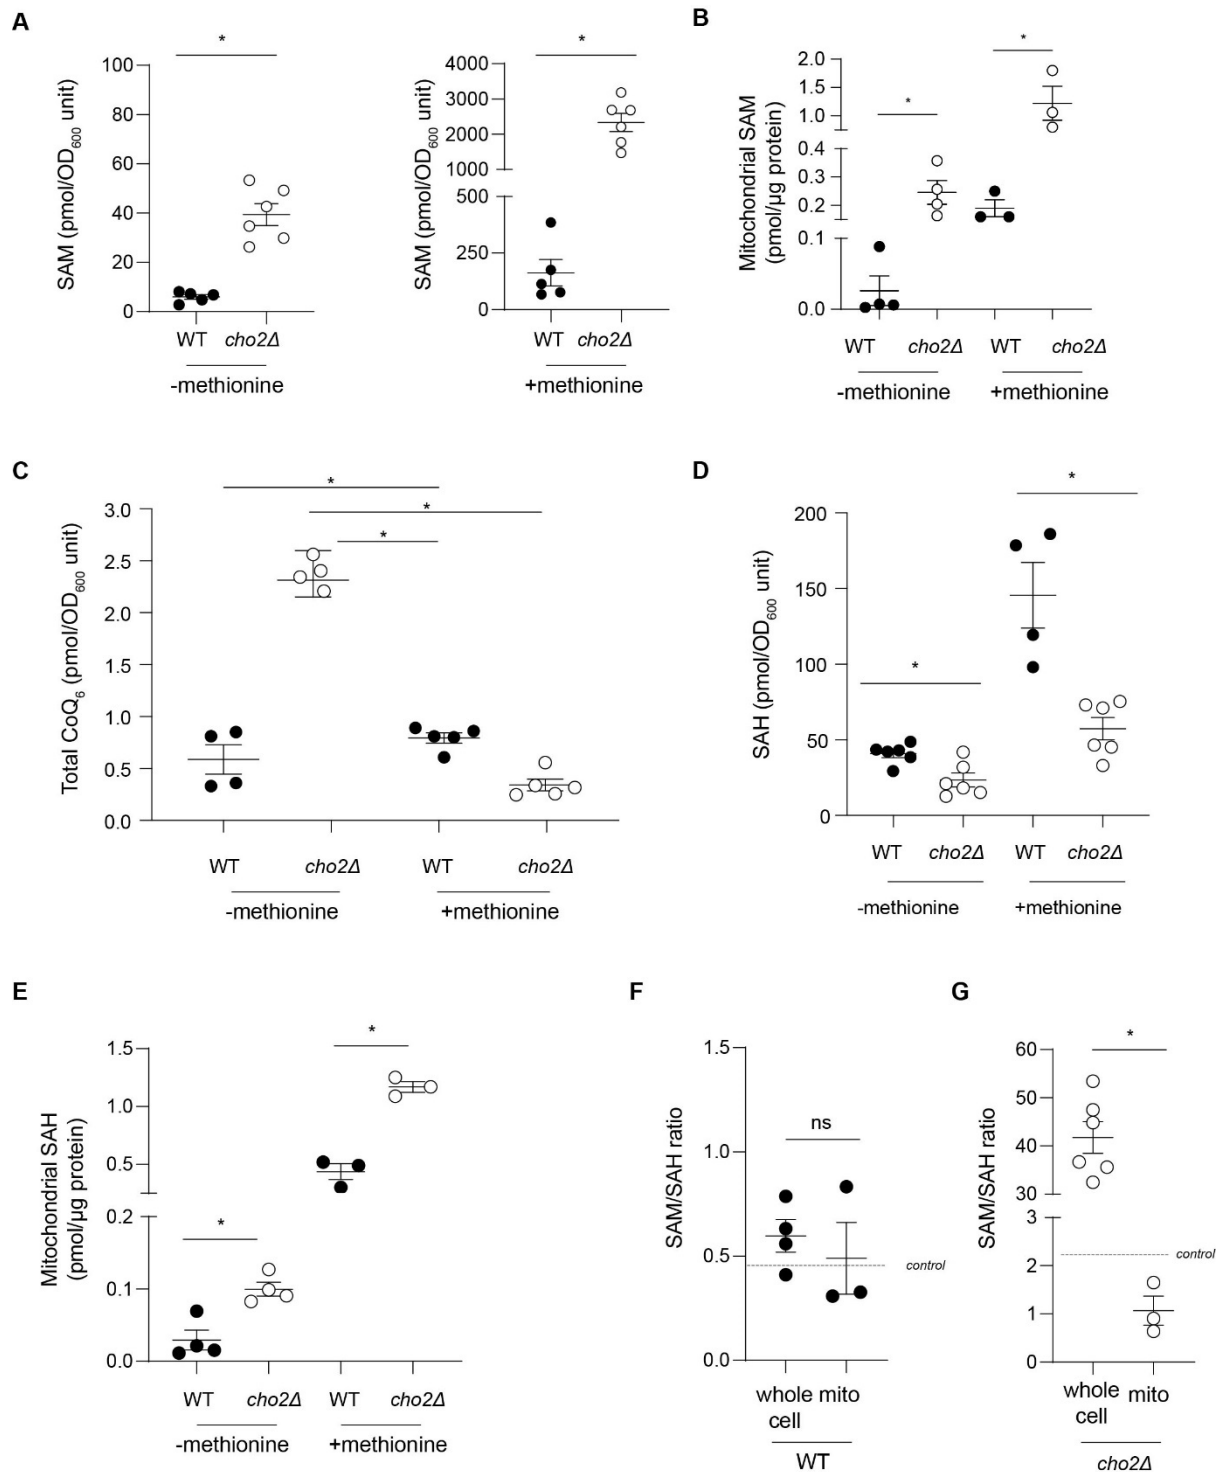 A
*
SAM (pmol/OD600 unit)
100
80
60
40
20
0
WT cho2Δ
-methionine
*
SAM (pmol/OD600 unit)
4000
3000
2000
1000
500
250
0
WT cho2Δ
+methionine
B
*
*
Mitochondrial SAM
(pmol/μg protein)
2.0
1.5
1.0
0.4
0.3
0.2
0.1
0.0
WT cho2Δ WT cho2Δ
-methionine +methionine
C
*
*
*
Total CoQ6 (pmol/OD600 unit)
3.0
2.5
2.0
1.5
1.0
0.5
0.0
WT cho2Δ WT cho2Δ
-methionine +methionine
D
*
*
SAH (pmol/OD600 unit)
200
150
100
50
0
WT cho2Δ WT cho2Δ
-methionine +methionine
E
*
*
Mitochondrial SAH
(pmol/μg protein)
1.5
1.0
0.5
0.2
0.1
0.0
WT cho2Δ WT cho2Δ
-methionine +methionine
F
ns
SAM/SAH ratio
1.5
1.0
0.5
0.0
control
whole mito
cell
WT
G
*
SAM/SAH ratio
60
50
40
30
3
2
1
0
control
whole mito
cell
cho2Δ